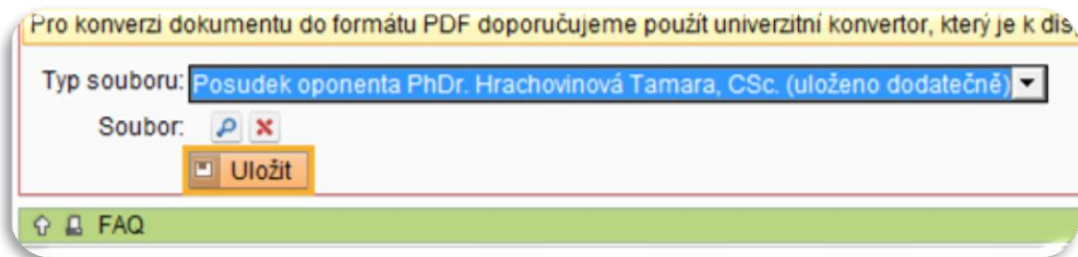 Pro konverzi dokumentu do formátu PDF doporučujeme použít univerzitní konvertor, který je k
Typ souboru: Posudek oponenta PhDr. Hrachovinová Tamara, CSc. (uloženo dodatečně)
Soubor:
Uložit
FAQ